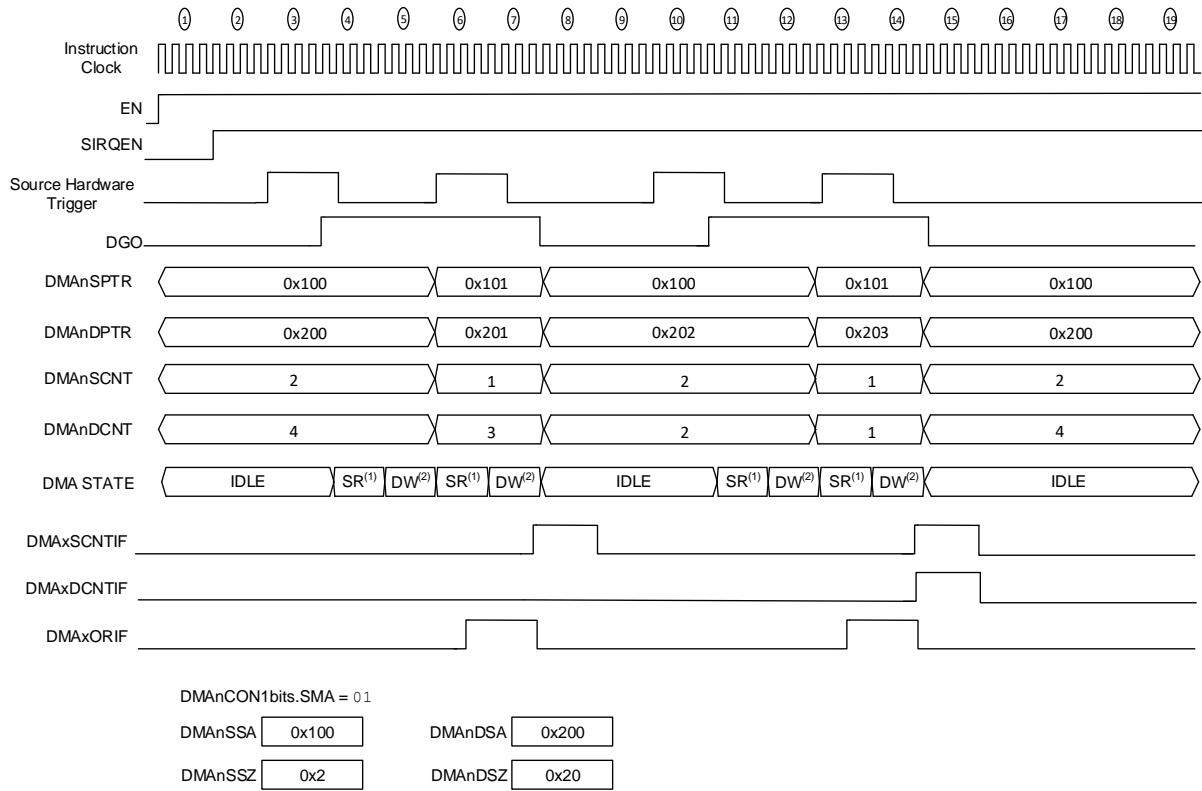 1 2 3 4 5 6 7 8 9 10 11 12 13 14 15 16 17 18 19
Instruction
Clock
EN
SIRQEN
Source Hardware
Trigger
DGO
DMAnSPTR 0x100 0x101 0x100 0x101 0x100
DMAnDPTR 0x200 0x201 0x202 0x203 0x200
DMAnSCNT 2 1 2 1 2
DMAnDCNT 4 3 2 1 4
DMA STATE IDLE SR(1) DW(2) SR(1) DW(2) IDLE SR(1) DW(2) SR(1) DW(2) IDLE
DMAxSCNTIF
DMAxDCNTIF
DMAxORIF
DMAnCON1bits.SMA = 01
DMAnSSA 0x100 DMAnDSA 0x200
DMAnSSZ 0x2 DMAnDSZ 0x20